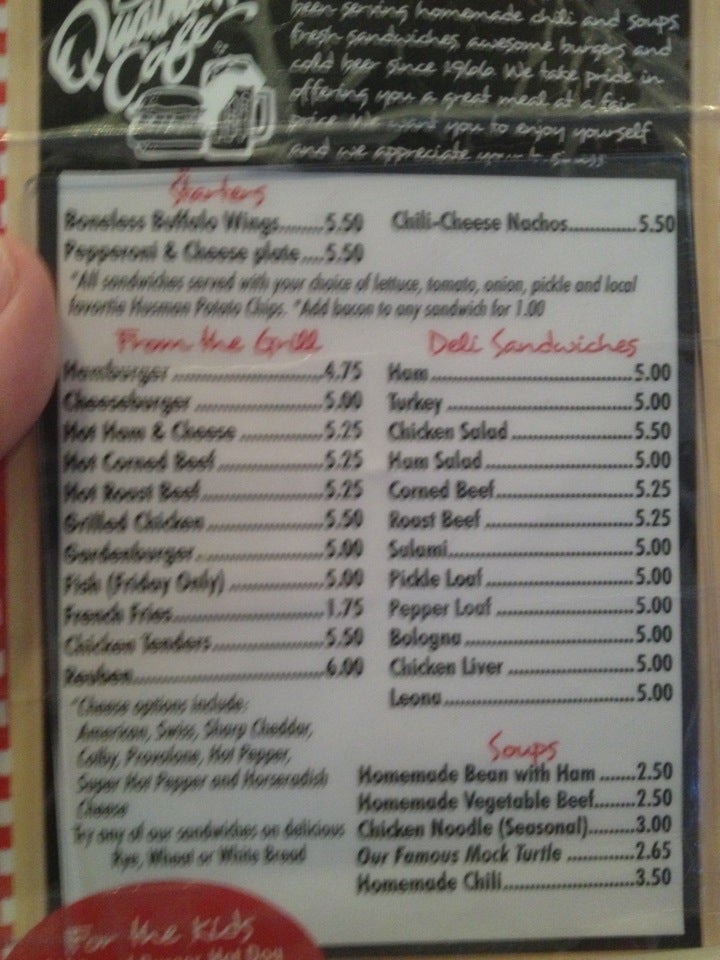 Quatman
Cafe
been serving homemade chili and soups
fresh sandwiches, awesome burgers and
cold beer since 1966. We take pride in
offering you a great meal at a fair
price. We want you to enjoy yourself
and we appreciate your
Starters
Boneless Buffalo Wings........5.50
Pepperoni & Cheese plate....5.50
Chili-Cheese Nachos.............5.50
*All sandwiches served with your choice of lettuce, tomato, onion, pickle and local
favorite Husman Potato Chips. *Add bacon to any sandwich for 1.00
From the Grill
Hamburger ..............................4.75
Cheeseburger ..........................5.00
Hot Ham & Cheese .................5.25
Hot Corned Beef.....................5.25
Hot Roast Beef........................5.25
Grilled Chicken .......................5.50
Gardenburger..........................5.00
Fish (Friday Only) ...................5.00
French Fries..............................1.75
Chicken Tenders......................5.50
Reuben.....................................6.00
*Cheese options include:
American, Swiss, Sharp Cheddar,
Colby, Provolone, Hot Pepper,
Super Hot Pepper and Horseradish
Cheese
Try any of our sandwiches on delicious
Rye, Wheat or White Bread
Deli Sandwiches
Ham.........................................5.00
Turkey .....................................5.00
Chicken Salad.........................5.50
Ham Salad..............................5.00
Corned Beef...........................5.25
Roast Beef ..............................5.25
Salami.....................................5.00
Pickle Loaf ..............................5.00
Pepper Loaf ............................5.00
Bologna ..................................5.00
Chicken Liver ..........................5.00
Leona......................................5.00
Soups
Homemade Bean with Ham .......2.50
Homemade Vegetable Beef........2.50
Chicken Noodle (Seasonal).........3.00
Our Famous Mock Turtle .............2.65
Homemade Chili.........................3.50
For the Kids
Hot Dog